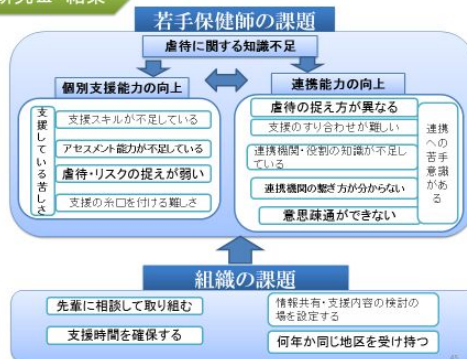 結果
若手保健師の課題
虐待に関する知識不足
個別支援能力の向上
支援している苦しさ
支援スキルが不足している
アセスメント能力が不足している
虐待・リスクの捉えが弱い
支援の糸口を付ける難しさ
連携能力の向上
虐待の捉え方が異なる
支援のすり合わせが難しい
連携機関・役割の知識が不足し
ている
連携機関の繋ぎ方が分からない
意思疎通ができない
連携への苦手意識がある
組織の課題
先輩に相談して取り組む
支援時間を確保する
情報共有・支援内容の検討の
場を設定する
何年か同じ地区を受け持つ